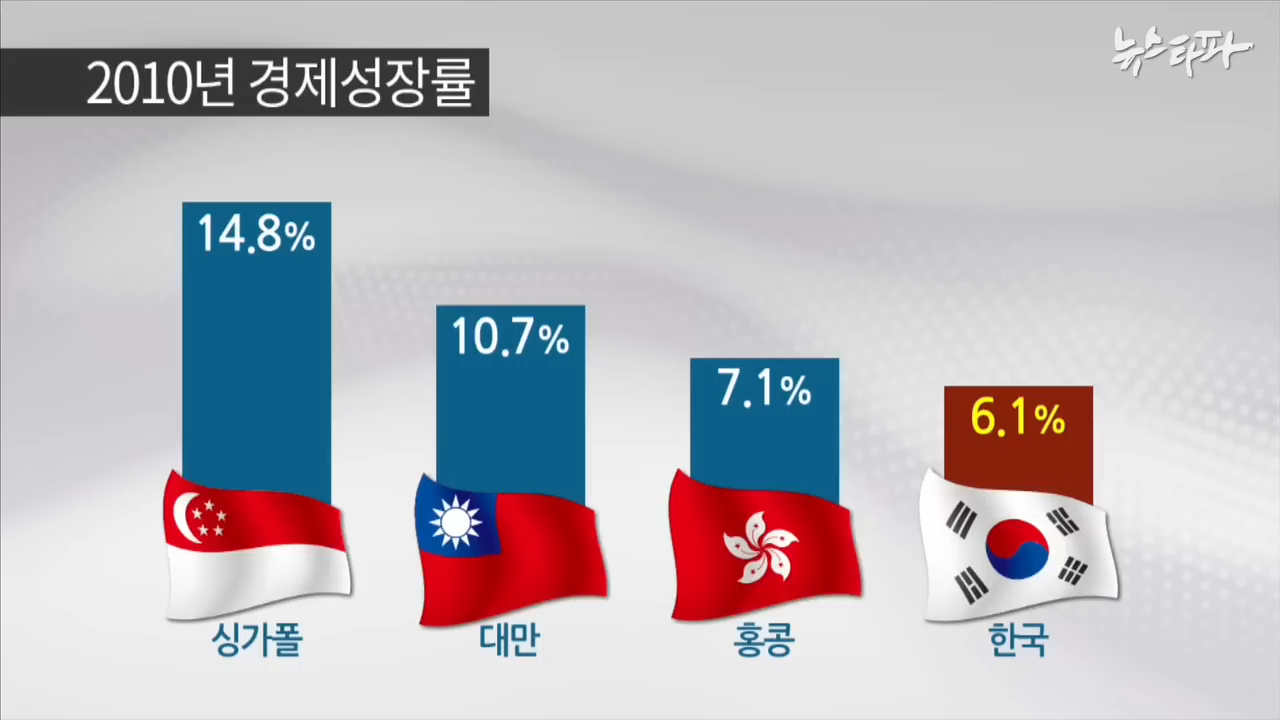 뉴스타파
2010년 경제성장률
14.8%
10.7%
7.1%
6.1%
싱가폴
대만
홍콩
한국